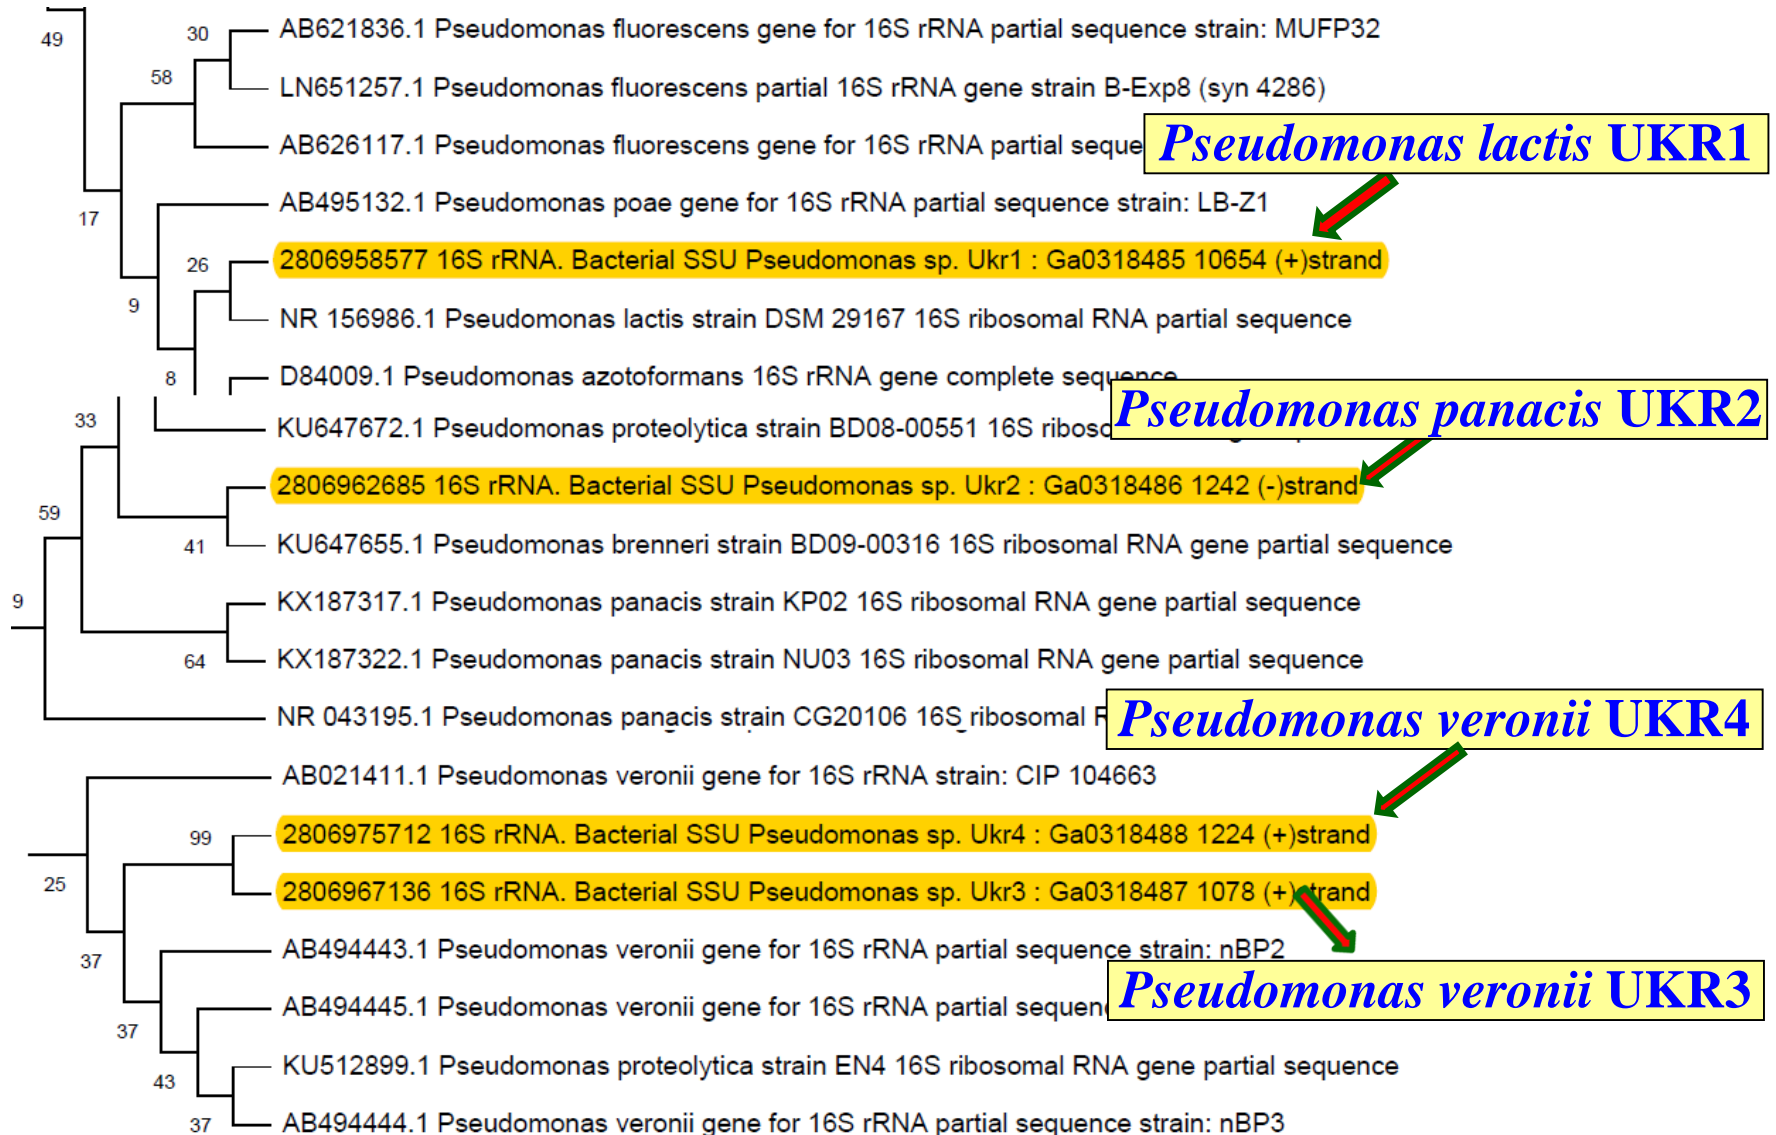 49
30
AB621836.1 Pseudomonas fluorescens gene for 16S rRNA partial sequence strain: MUFP32
58
LN651257.1 Pseudomonas fluorescens partial 16S rRNA gene strain B-Exp8 (syn 4286)
AB626117.1 Pseudomonas fluorescens gene for 16S rRNA partial
Pseudomonas lactis UKR1
17
AB495132.1 Pseudomonas poae gene for 16S rRNA partial sequence strain: LB-Z1
26
2806958577 16S rRNA. Bacterial SSU Pseudomonas sp. Ukr1 : Ga0318485 10654 (+)strand
9
NR 156986.1 Pseudomonas lactis strain DSM 29167 16S ribosomal RNA partial sequence
8
D84009.1 Pseudomonas azotoformans 16S rRNA gene complete sequence
33
KU647672.1 Pseudomonas proteolytica strain BD08-00551 16S
Pseudomonas panacis UKR2
2806962685 16S rRNA. Bacterial SSU Pseudomonas sp. Ukr2 : Ga0318486 1242 (-)strand
59
41
KU647655.1 Pseudomonas brenneri strain BD09-00316 16S ribosomal RNA gene partial sequence
9
KX187317.1 Pseudomonas panacis strain KP02 16S ribosomal RNA gene partial sequence
64
KX187322.1 Pseudomonas panacis strain NU03 16S ribosomal RNA gene partial sequence
NR 043195.1 Pseudomonas panacis strain CG20106 16S ribosomal
Pseudomonas veronii UKR4
AB021411.1 Pseudomonas veronii gene for 16S rRNA strain: CIP 104663
99
2806975712 16S rRNA. Bacterial SSU Pseudomonas sp. Ukr4 : Ga0318488 1224 (+)strand
25
2806967136 16S rRNA. Bacterial SSU Pseudomonas sp. Ukr3 : Ga0318487 1078 (+)strand
37
AB494443.1 Pseudomonas veronii gene for 16S rRNA partial sequence strain: nBP2
Pseudomonas veronii UKR3
37
AB494445.1 Pseudomonas veronii gene for 16S rRNA partial
KU512899.1 Pseudomonas proteolytica strain EN4 16S ribosomal RNA gene partial sequence
43
37
AB494444.1 Pseudomonas veronii gene for 16S rRNA partial sequence strain: nBP3